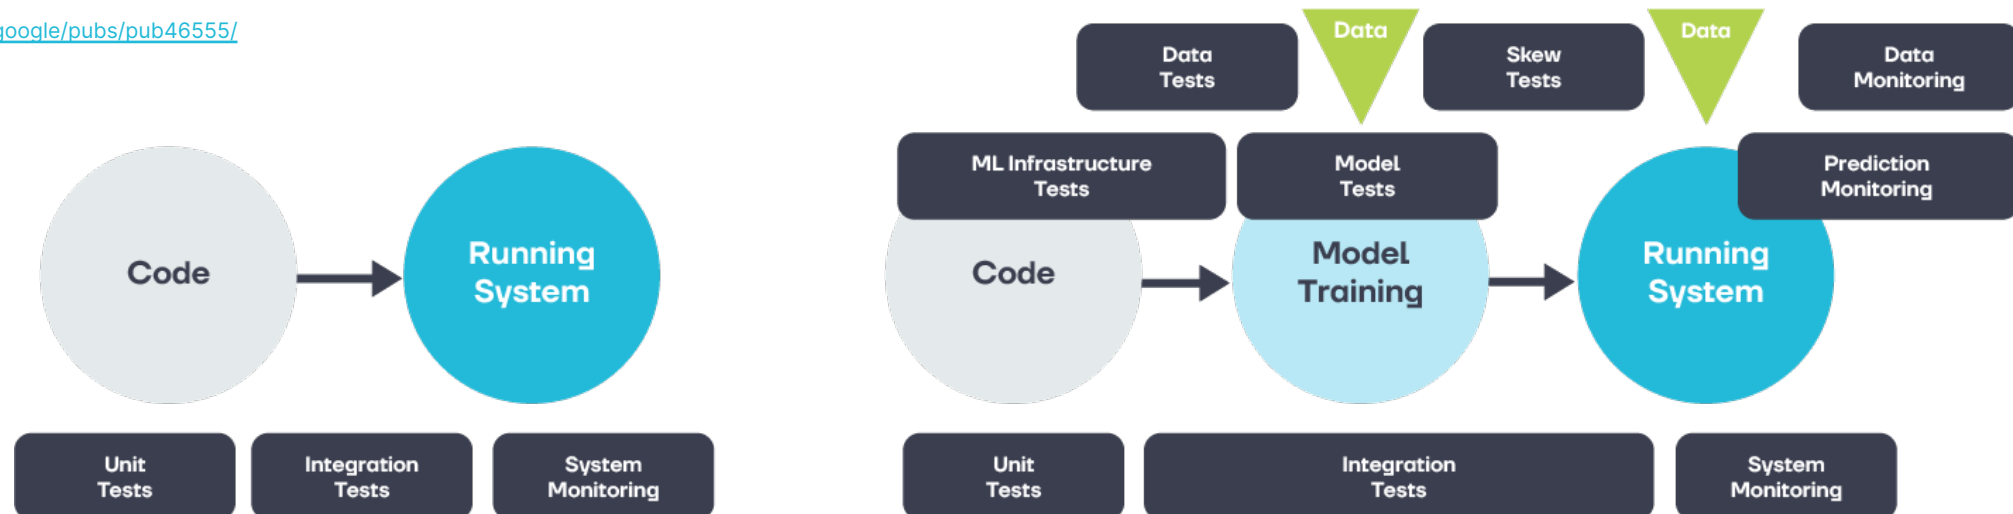 google/pubs/pub46555/
Code
Running
System
Unit
Tests
Integration
Tests
System
Monitoring
Data
Tests
Data
Skew
Tests
Data
Data
Monitoring
ML Infrastructure
Tests
Model
Tests
Prediction
Monitoring
Code
Model
Training
Running
System
Unit
Tests
Integration
Tests
System
Monitoring